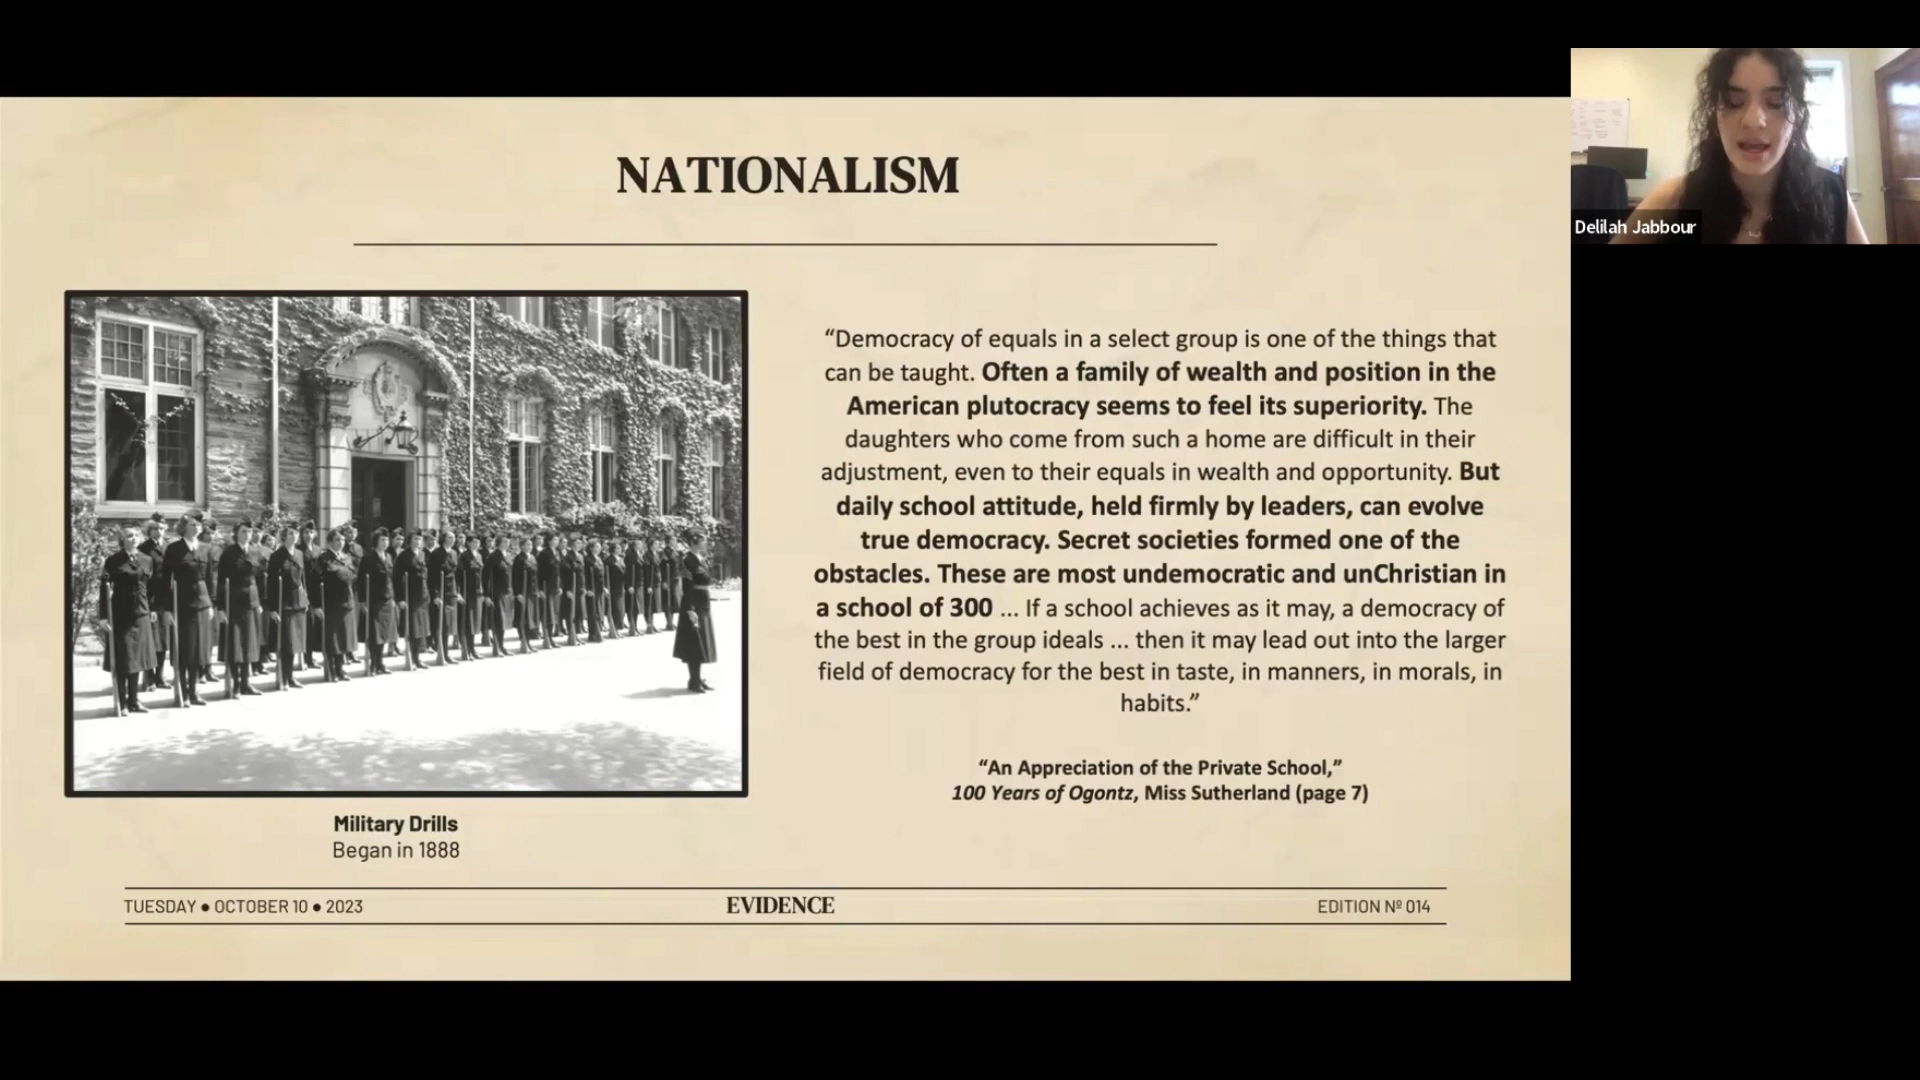 NATIONALISM
“Democracy of equals in a select group is one of the things that
can be taught. Often a family of wealth and position in the
American plutocracy seems to feel its superiority. The
daughters who come from such a home are difficult in their
adjustment, even to their equals in wealth and opportunity. But
daily school attitude, held firmly by leaders, can evolve
true democracy. Secret societies formed one of the
obstacles. These are most undemocratic and unChristian in
a school of 300 ... If a school achieves as it may, a democracy of
the best in the group ideals ... then it may lead out into the larger
field of democracy for the best in taste, in manners, in morals, in
habits.”
“An Appreciation of the Private School,”
100 Years of Ogontz, Miss Sutherland (page 7)
Military Drills
Began in 1888
TUESDAY ● OCTOBER 10 ● 2023
EVIDENCE
EDITION Nº 014
Delilah Jabbour